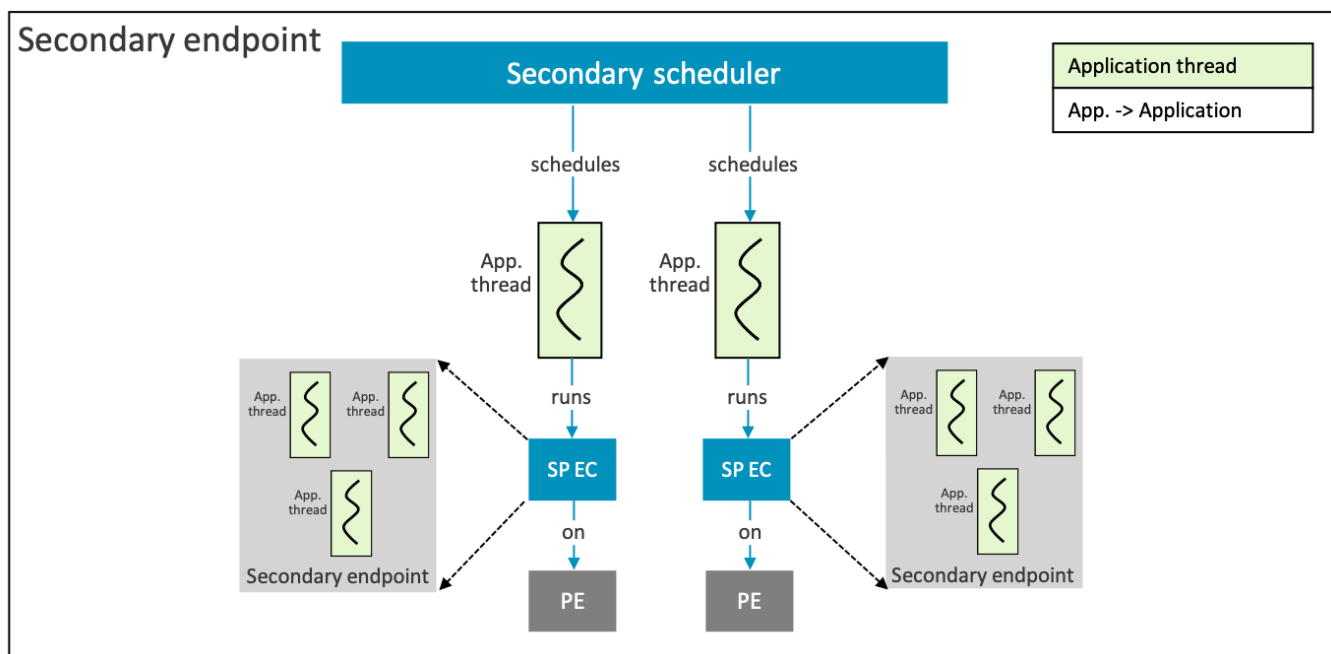 Secondary endpoint
Secondary scheduler
Application thread
App. -> Application
schedules
schedules
App.
thread
App.
thread
runs
runs
App.
thread
App.
thread
App.
thread
Secondary endpoint
SP EC
SP EC
App.
thread
App.
thread
App.
thread
Secondary endpoint
on
on
PE
PE